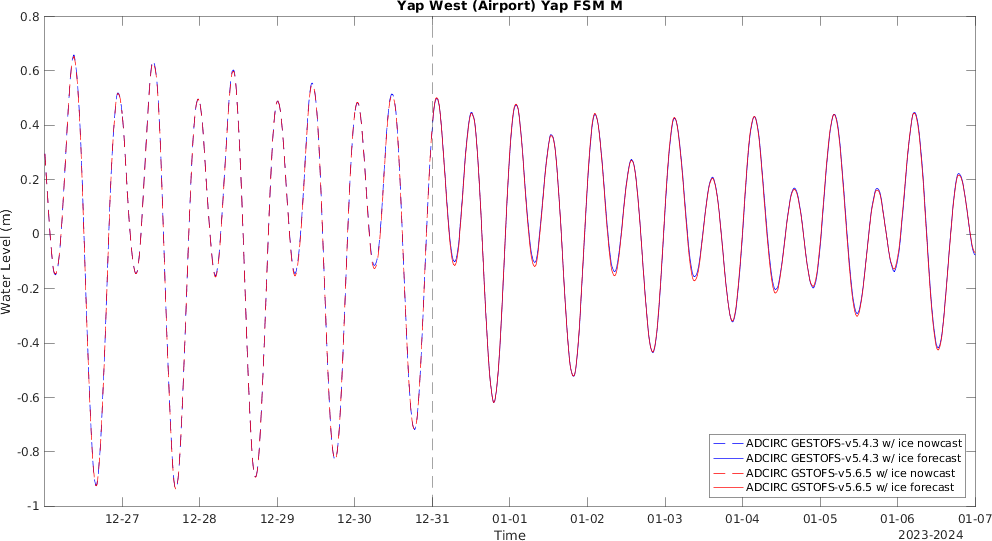 Yap West (Airport) Yap FSM M
0.8
0.6
0.4
0.2
0
-0.2
-0.4
-0.6
-0.8
-1
Water Level (m)
ADCIRC GESTOFS-v5.4.3 w/ ice nowcast
ADCIRC GESTOFS-v5.4.3 w/ ice forecast
ADCIRC GSTOFS-v5.6.5 w/ ice nowcast
ADCIRC GSTOFS-v5.6.5 w/ ice forecast
12-27 12-28 12-29 12-30 12-31 01-01 01-02 01-03 01-04 01-05 01-06 01-07
Time
2023-2024